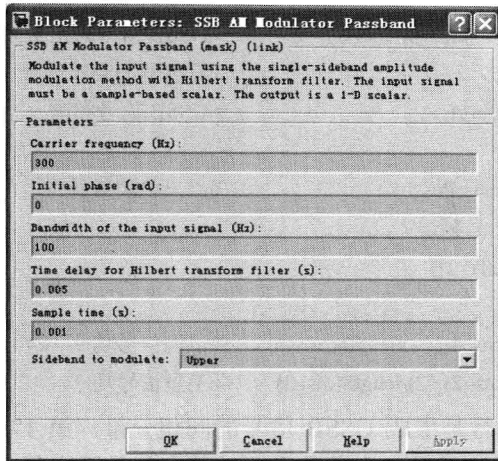 Block Parameters: SSB AM Modulator Passband
SSB AM Modulator Passband (mask) (link)
Modulate the input signal using the single-sideband amplitude
modulation method with Hilbert transform filter. The input signal
must be a sample-based scalar. The output is a 1-D scalar.
Parameters
Carrier frequency (Hz):
300
Initial phase (rad):
0
Bandwidth of the input signal (Hz):
100
Time delay for Hilbert transform filter (s):
0.005
Sample time (s):
0.001
Sideband to modulate: Upper
OK Cancel Help Apply